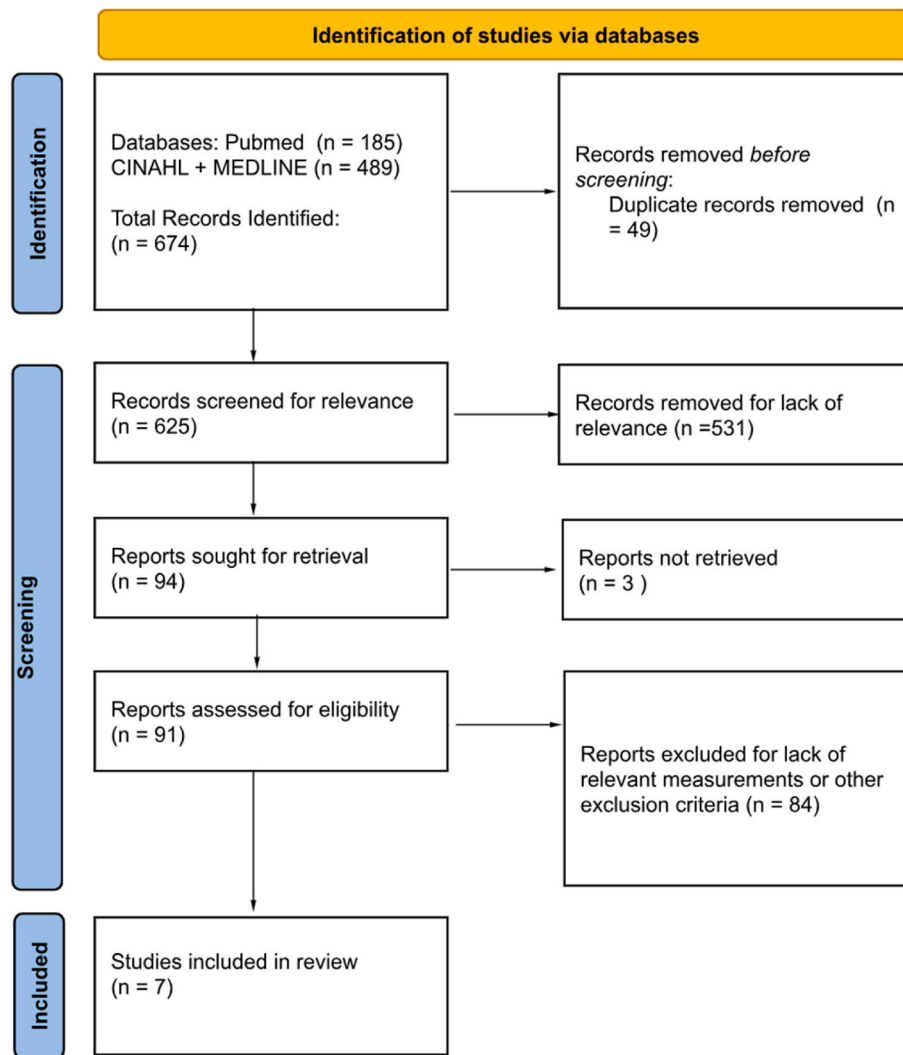 Identification of studies via databases
Identification
Databases: Pubmed (n = 185)
CINAHL + MEDLINE (n = 489)
Total Records Identified:
(n = 674)
Records removed before
screening:
Duplicate records removed (n
= 49)
Screening
Records screened for relevance
(n = 625)
Records removed for lack of
relevance (n =531)
Reports sought for retrieval
(n = 94)
Reports not retrieved
(n = 3 )
Reports assessed for eligibility
(n = 91)
Reports excluded for lack of
relevant measurements or other
exclusion criteria (n = 84)
Included
Studies included in review
(n = 7)